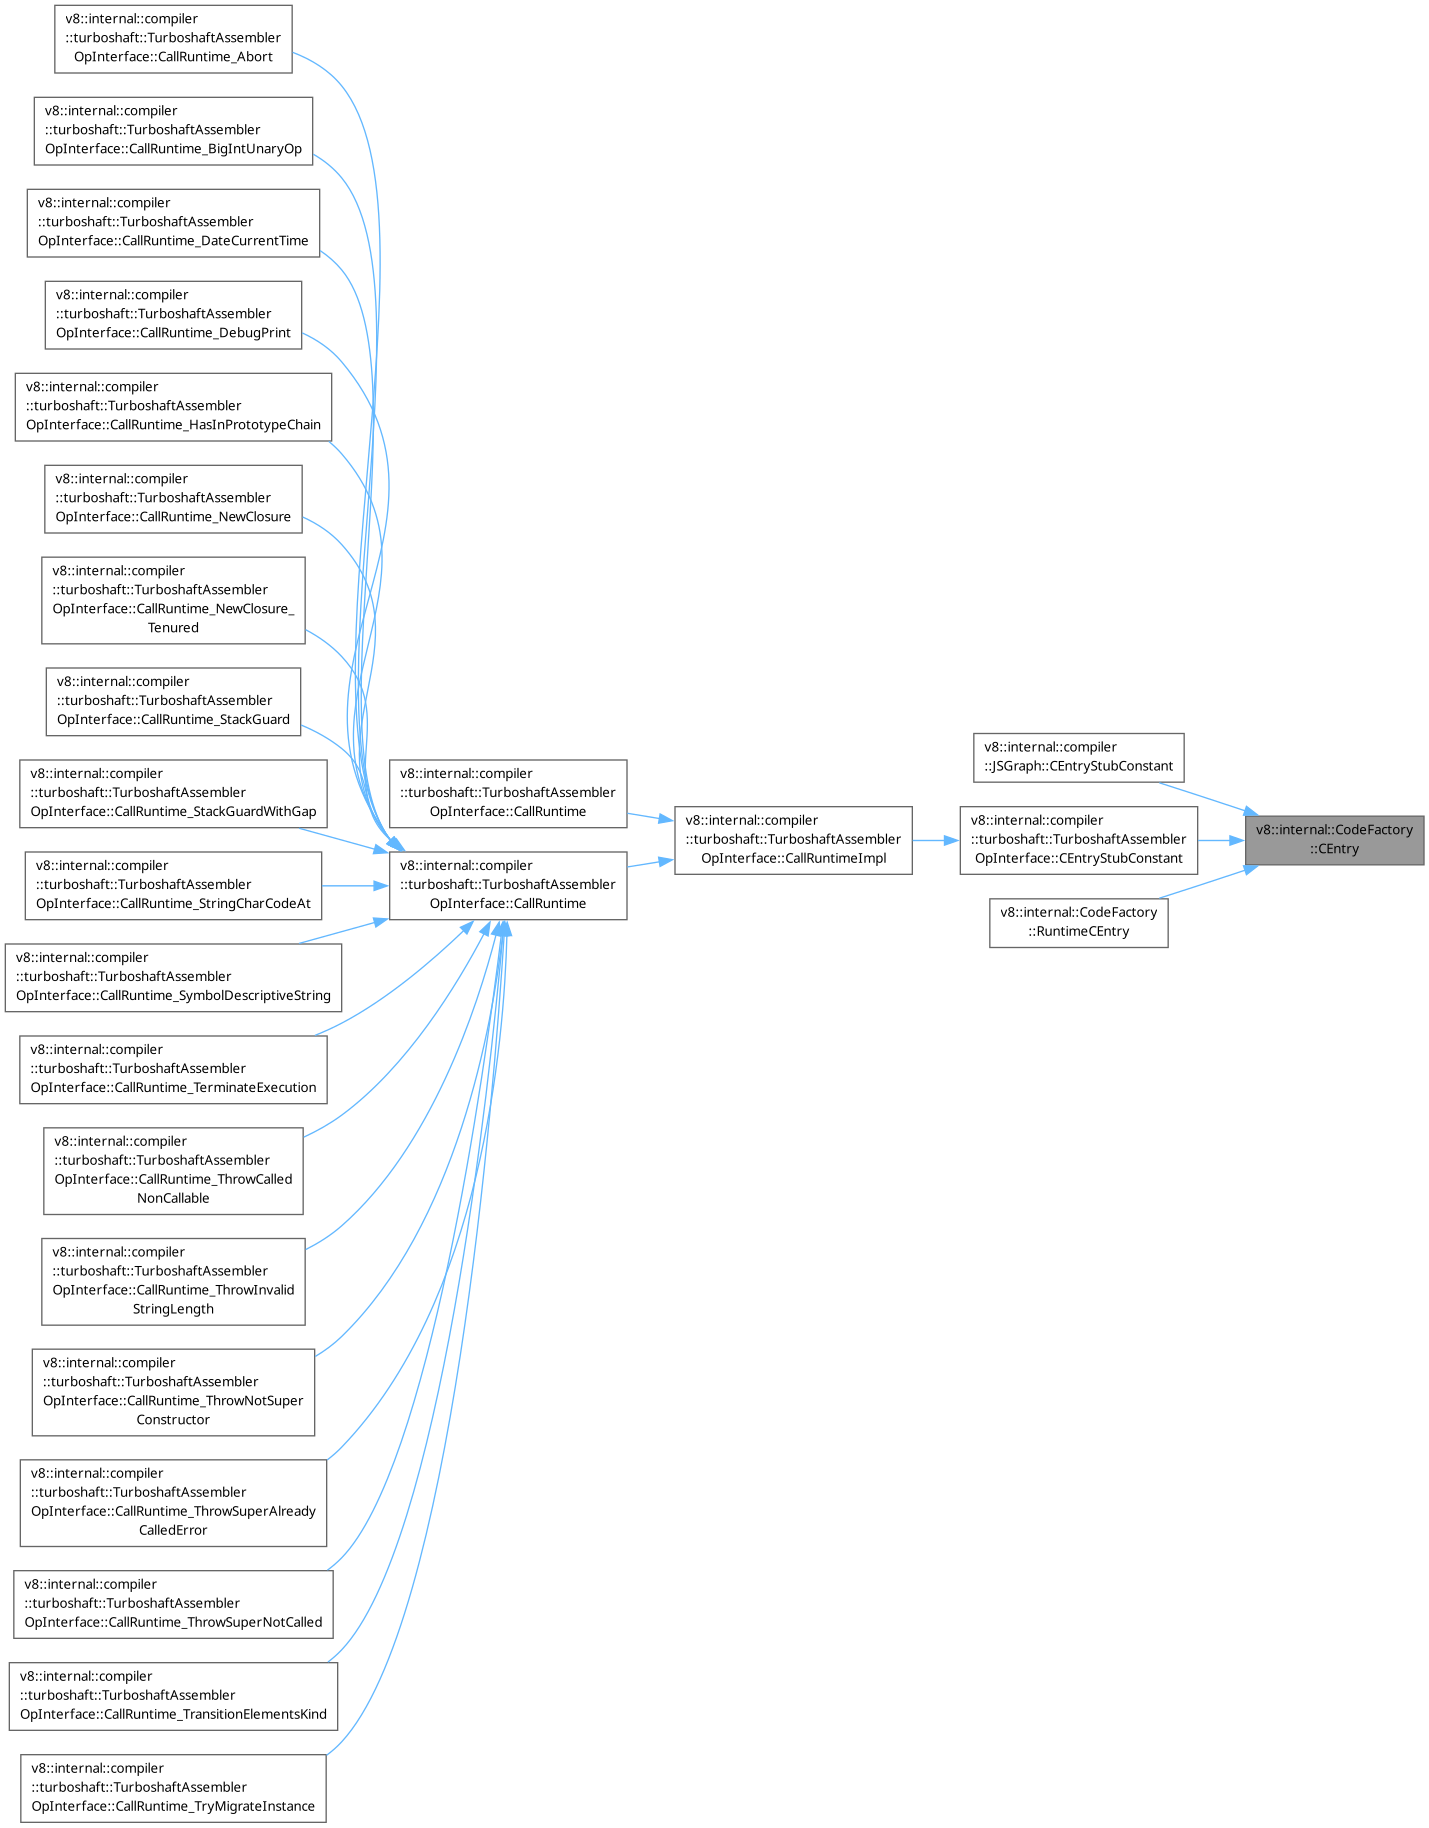 v8::internal::compiler
::turboshaft::TurboshaftAssembler
OpInterface::CallRuntime_Abort
v8::internal::compiler
::turboshaft::TurboshaftAssembler
OpInterface::CallRuntime_BigIntUnaryOp
v8::internal::compiler
::turboshaft::TurboshaftAssembler
OpInterface::CallRuntime_DateCurrentTime
v8::internal::compiler
::turboshaft::TurboshaftAssembler
OpInterface::CallRuntime_DebugPrint
v8::internal::compiler
::turboshaft::TurboshaftAssembler
OpInterface::CallRuntime_HasInPrototypeChain
v8::internal::compiler
::turboshaft::TurboshaftAssembler
OpInterface::CallRuntime_NewClosure
v8::internal::compiler
::turboshaft::TurboshaftAssembler
OpInterface::CallRuntime_NewClosure_
Tenured
v8::internal::compiler
::turboshaft::TurboshaftAssembler
OpInterface::CallRuntime_StackGuard
v8::internal::compiler
::turboshaft::TurboshaftAssembler
OpInterface::CallRuntime_StackGuardWithGap
v8::internal::compiler
::turboshaft::TurboshaftAssembler
OpInterface::CallRuntime_StringCharCodeAt
v8::internal::compiler
::turboshaft::TurboshaftAssembler
OpInterface::CallRuntime_SymbolDescriptiveString
v8::internal::compiler
::turboshaft::TurboshaftAssembler
OpInterface::CallRuntime_TerminateExecution
v8::internal::compiler
::turboshaft::TurboshaftAssembler
OpInterface::CallRuntime_ThrowCalled
NonCallable
v8::internal::compiler
::turboshaft::TurboshaftAssembler
OpInterface::CallRuntime_ThrowInvalid
StringLength
v8::internal::compiler
::turboshaft::TurboshaftAssembler
OpInterface::CallRuntime_ThrowNotSuper
Constructor
v8::internal::compiler
::turboshaft::TurboshaftAssembler
OpInterface::CallRuntime_ThrowSuperAlready
CalledError
v8::internal::compiler
::turboshaft::TurboshaftAssembler
OpInterface::CallRuntime_ThrowSuperNotCalled
v8::internal::compiler
::turboshaft::TurboshaftAssembler
OpInterface::CallRuntime_TransitionElementsKind
v8::internal::compiler
::turboshaft::TurboshaftAssembler
OpInterface::CallRuntime_TryMigrateInstance
v8::internal::compiler
::turboshaft::TurboshaftAssembler
OpInterface::CallRuntime
v8::internal::compiler
::turboshaft::TurboshaftAssembler
OpInterface::CallRuntime
v8::internal::compiler
::turboshaft::TurboshaftAssembler
OpInterface::CallRuntimeImpl
v8::internal::compiler
::JSGraph::CEntryStubConstant
v8::internal::compiler
::turboshaft::TurboshaftAssembler
OpInterface::CEntryStubConstant
v8::internal::CodeFactory
::RuntimeCEntry
v8::internal::CodeFactory
::CEntry